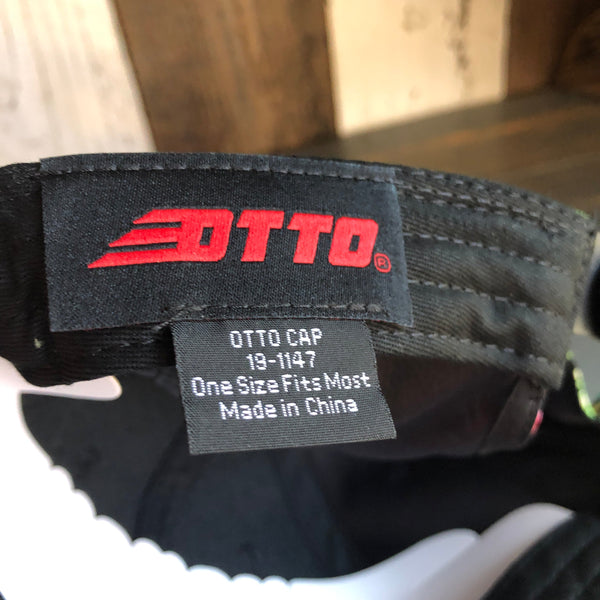 OTTO®
OTTO CAP
19-1147
One Size Fits Most
Made in China